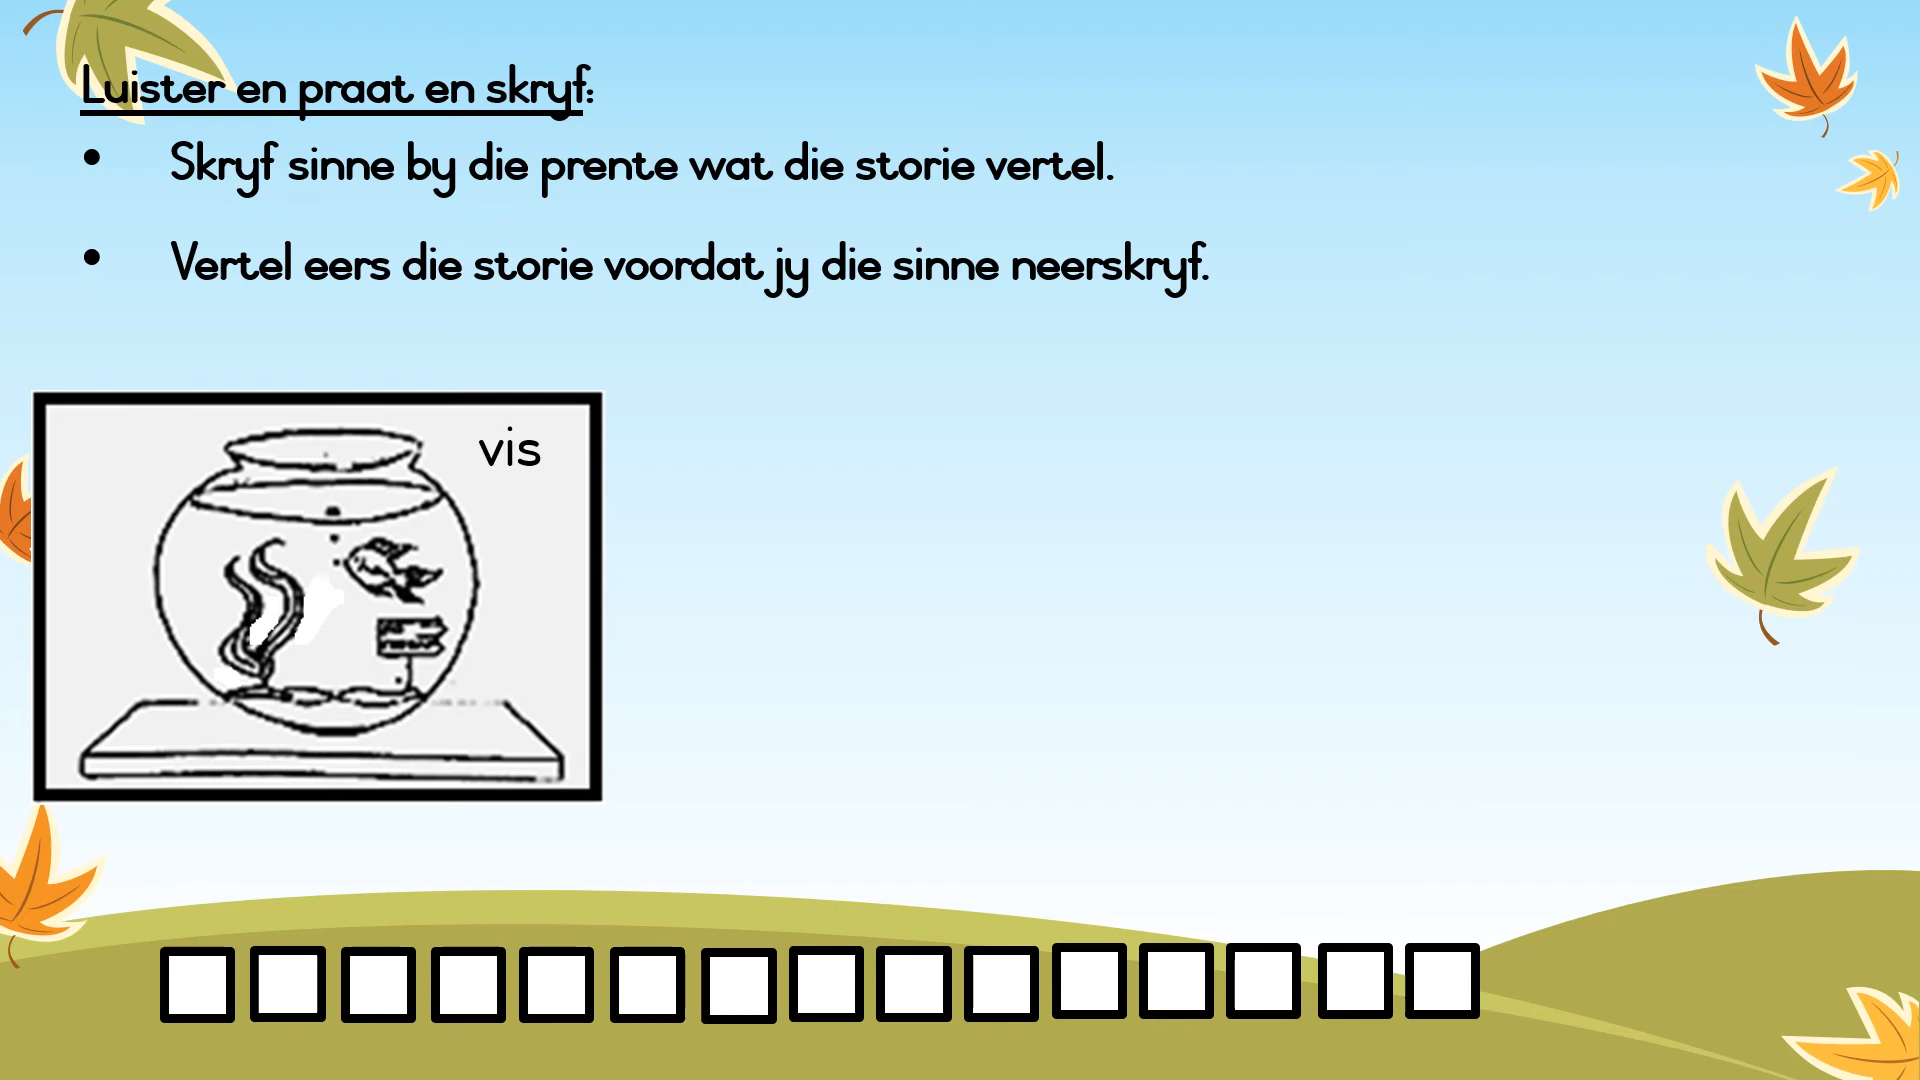 Luister en praat en skryf:
• Skryf sinne by die prente wat die storie vertel.
• Vertel eers die storie voordat jy die sinne neerskryf.
vis